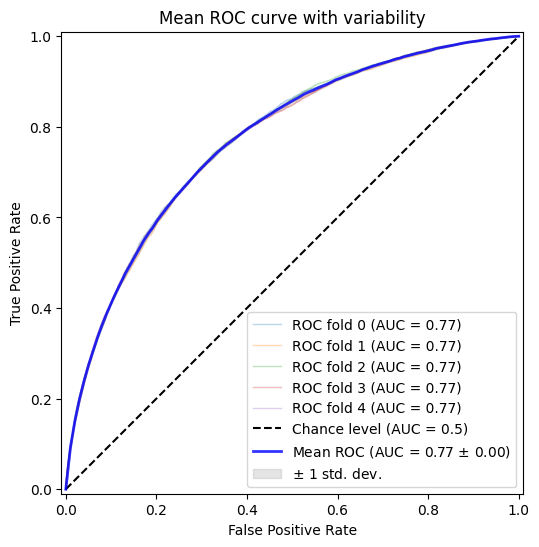 Mean ROC curve with variability
1.0
0.8
0.6
0.4
0.2
0.0
True Positive Rate
ROC fold 0 (AUC = 0.77)
ROC fold 1 (AUC = 0.77)
ROC fold 2 (AUC = 0.77)
ROC fold 3 (AUC = 0.77)
ROC fold 4 (AUC = 0.77)
Chance level (AUC = 0.5)
Mean ROC (AUC = 0.77 ± 0.00)
± 1 std. dev.
0.0 0.2 0.4 0.6 0.8 1.0
False Positive Rate